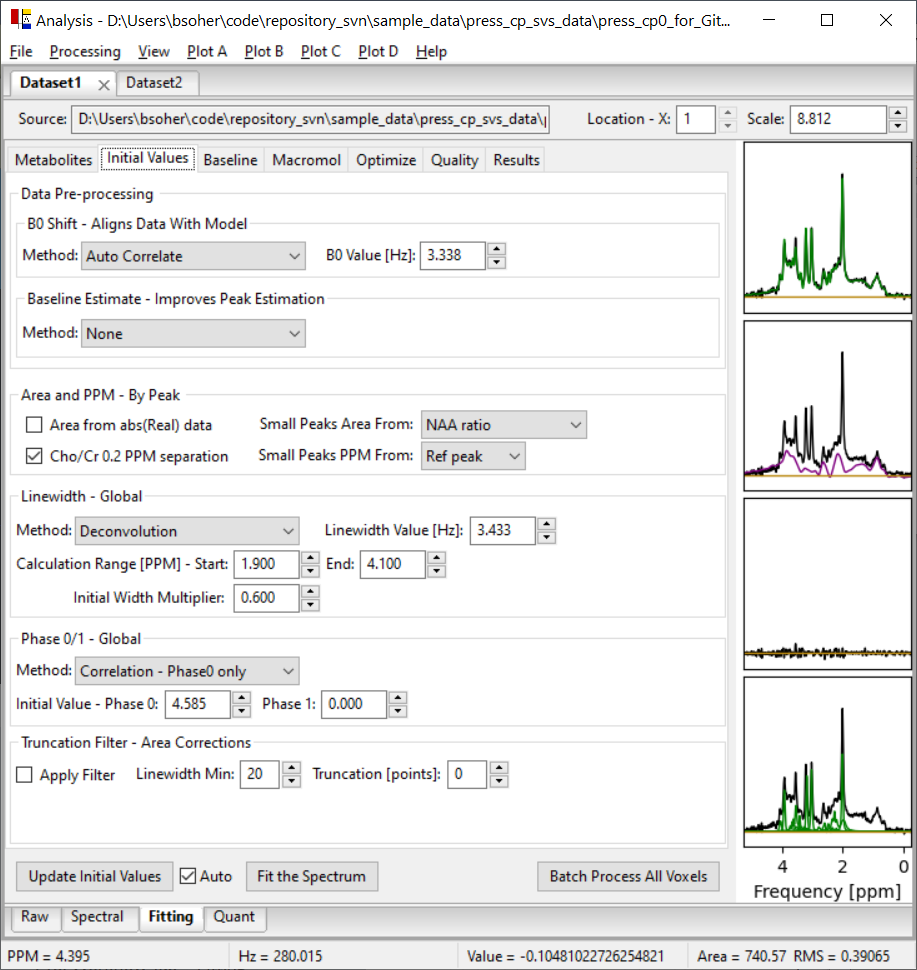 Analysis - D:\Users\bsoher\code\repository_svn\sample_data\press_cp_svs_data\press_cp0_for_Git...
File Processing View Plot A Plot B Plot C Plot D Help
Dataset1 Dataset2
Source: D:\Users\bsoher\code\repository_svn\sample_data\press_cp_svs_data\ Location - X: 1 Scale: 8.812
Metabolites Initial Values Baseline Macromol Optimize Quality Results
Data Pre-processing
B0 Shift - Aligns Data With Model
Method: Auto Correlate B0 Value [Hz]: 3.338
Baseline Estimate - Improves Peak Estimation
Method: None
Area and PPM - By Peak
Area from abs(Real) data Small Peaks Area From: NAA ratio
Cho/Cr 0.2 PPM separation Small Peaks PPM From: Ref peak
Linewidth - Global
Method: Deconvolution Linewidth Value [Hz]: 3.433
Calculation Range [PPM] - Start: 1.900 End: 4.100
Initial Width Multiplier: 0.600
Phase 0/1 - Global
Method: Correlation - Phase0 only
Initial Value - Phase 0: 4.585 Phase 1: 0.000
Truncation Filter - Area Corrections
Apply Filter Linewidth Min: 20 Truncation [points]: 0
4 2 0
Frequency [ppm]
Update Initial Values Auto Fit the Spectrum Batch Process All Voxels
Raw Spectral Fitting Quant
PPM = 4.395 Hz = 280.015 Value = -0.10481022726254821 Area = 740.57 RMS = 0.39065